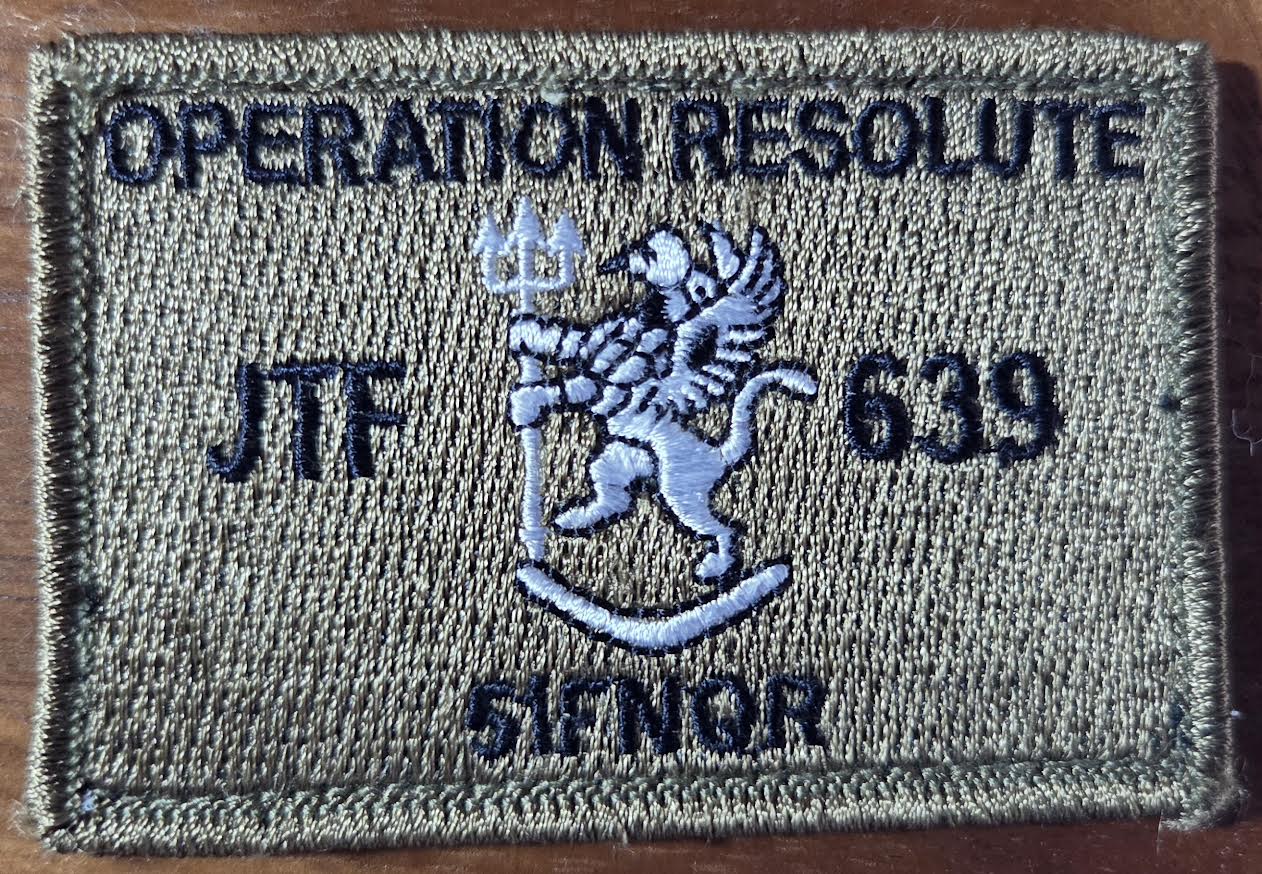 OPERATION RESOLUTE
JTF 639
51FNQR